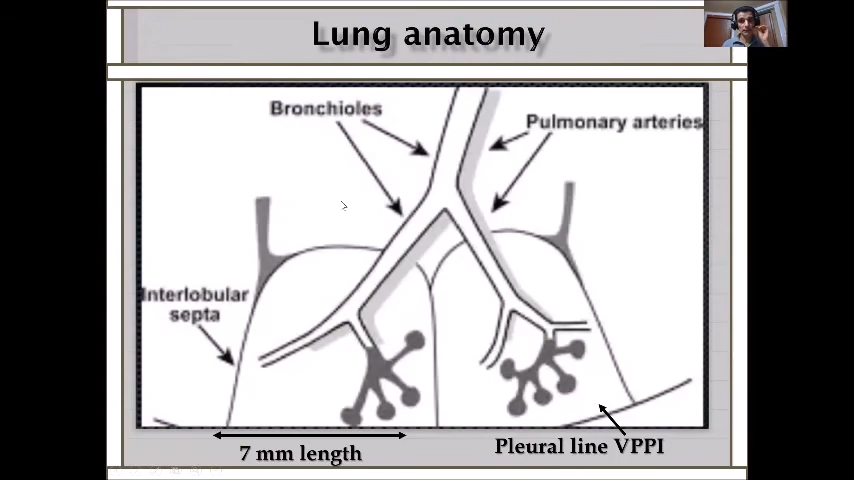 Lung anatomy
Bronchioles
Pulmonary arteries
Interlobular
septa
7 mm length
Pleural line VPPI